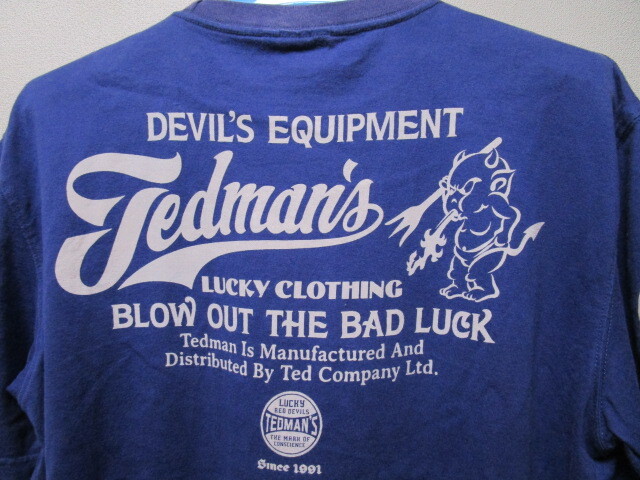 DEVIL'S EQUIPMENT
Tedman's
LUCKY CLOTHING
BLOW OUT THE BAD LUCK
Tedman Is Manufactured And
Distributed By Ted Company Ltd.
LUCKY
RED DEVILS
TEDMAN'S
THE MARK OF
CONSCIENCE
Since 1991